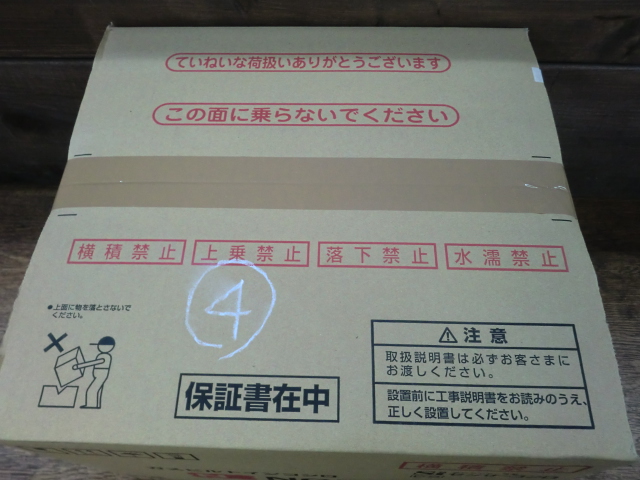 ていねいな荷扱いありがとうございます
この面に乗らないでください
横積禁止 上乗禁止 落下禁止 水濡禁止
④
●上面に物を落とさないで
ください。
⚠注意
取扱説明書は必ずお客さまに
お渡しください。
設置前に工事説明書をお読みのうえ、
正しく設置してください。
保証書在中
横積禁止